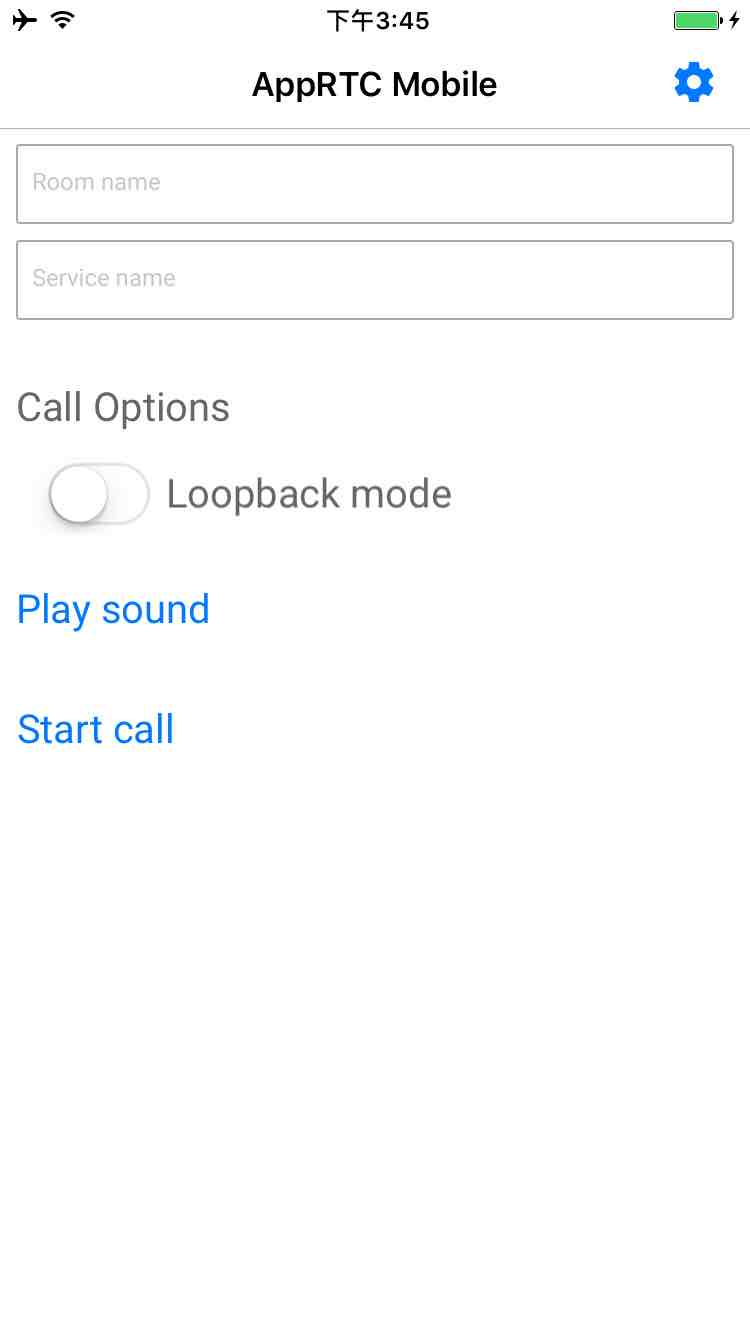 下午3:45
AppRTC Mobile
Room name
Service name
Call Options
Loopback mode
Play sound
Start call